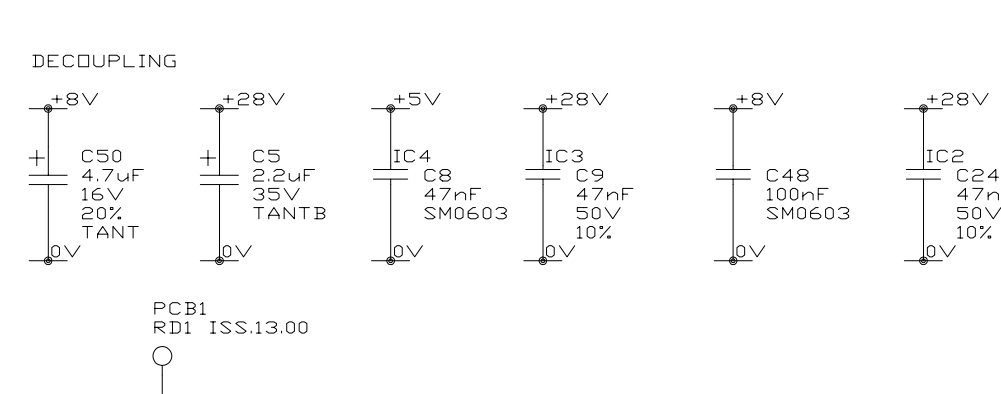 DECOUPLING
+8V
+
C50
4.7uF
16V
20%
TANT
0V
+28V
+
C5
2.2uF
35V
TANTB
0V
+5V
IC4
C8
47nF
SM0603
0V
+28V
IC3
C9
47nF
50V
10%
0V
+8V
C48
100nF
SM0603
0V
+28V
IC2
C24
47n
50V
10%
0V
PCB1
RD1 ISS.13.00